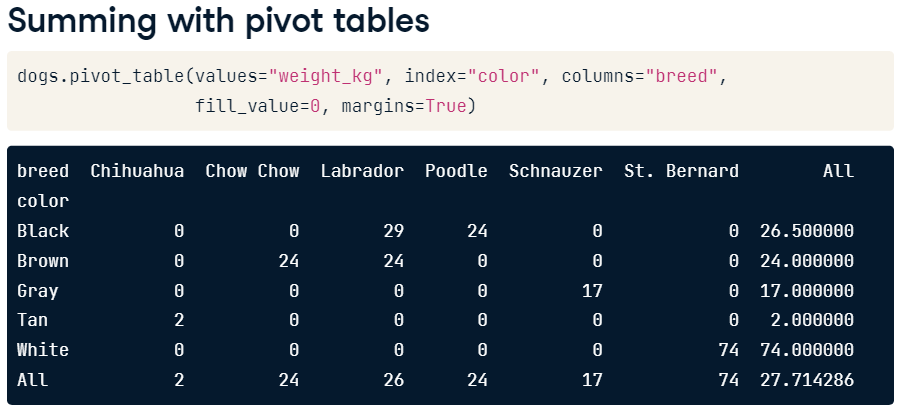 Summing with pivot tables
dogs.pivot_table(values="weight_kg", index="color", columns="breed",
                 fill_value=0, margins=True)
breed  Chihuahua  Chow Chow  Labrador  Poodle  Schnauzer  St. Bernard        All
color
Black          0          0        29      24          0            0  26.500000
Brown          0         24        24       0          0            0  24.000000
Gray           0          0         0       0         17            0  17.000000
Tan            2          0         0       0          0            0   2.000000
White          0          0         0       0          0           74  74.000000
All            2         24        26      24         17           74  27.714286